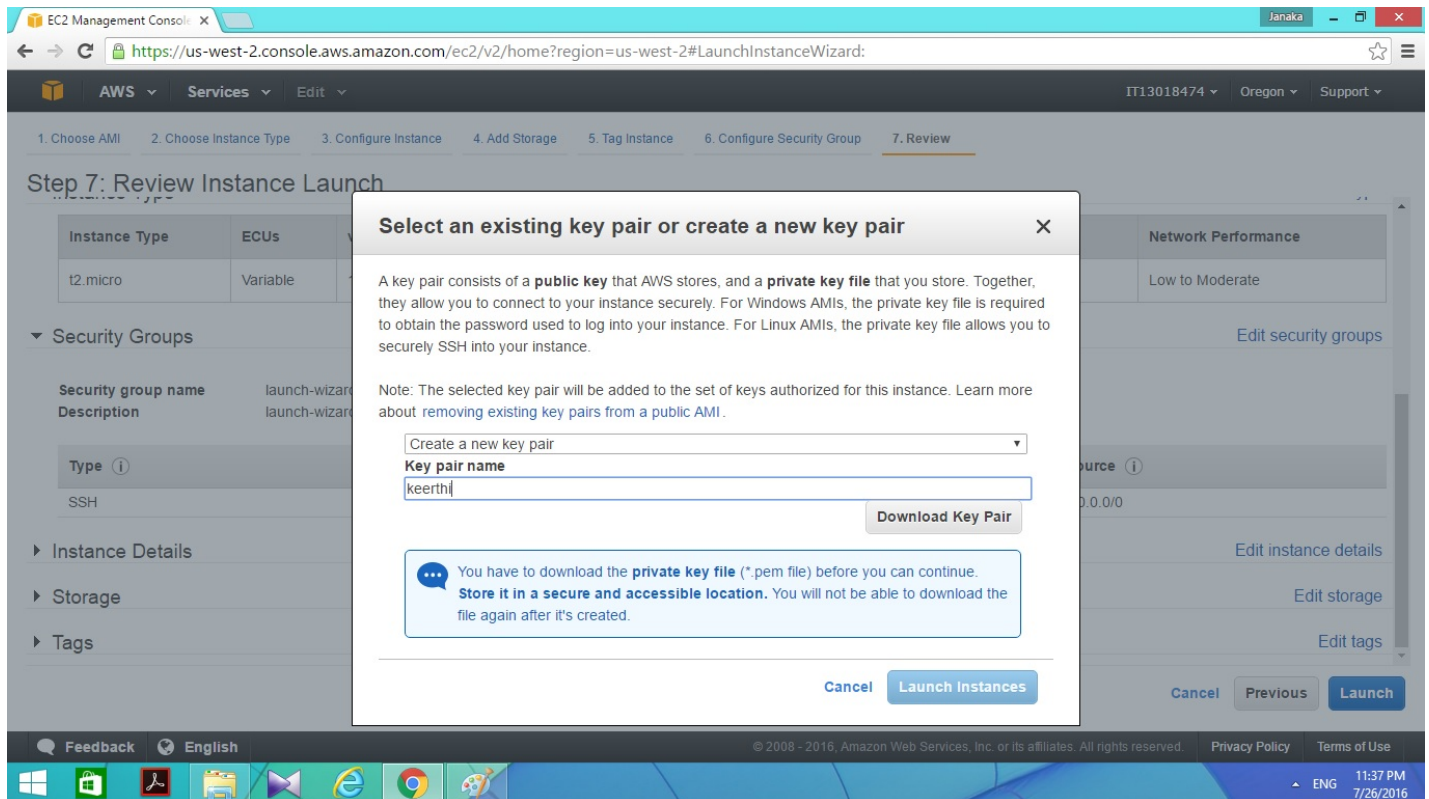 EC2 Management Console
Janaka
https://us-west-2.console.aws.amazon.com/ec2/v2/home?region=us-west-2#LaunchInstanceWizard:
AWS Services Edit IT13018474 Oregon Support
1. Choose AMI 2. Choose Instance Type 3. Configure Instance 4. Add Storage 5. Tag Instance 6. Configure Security Group 7. Review
Step 7: Review Instance Launch
Instance Type ECUs Network Performance
t2.micro Variable Low to Moderate
Security Groups Edit security groups
Security group name launch-wizard
Description launch-wizard
Type ource
SSH 0.0.0/0
Instance Details Edit instance details
Storage Edit storage
Tags Edit tags
Select an existing key pair or create a new key pair
A key pair consists of a public key that AWS stores, and a private key file that you store. Together,
they allow you to connect to your instance securely. For Windows AMIs, the private key file is required
to obtain the password used to log into your instance. For Linux AMIs, the private key file allows you to
securely SSH into your instance.
Note: The selected key pair will be added to the set of keys authorized for this instance. Learn more
about removing existing key pairs from a public AMI.
Create a new key pair
Key pair name
keerthi
Download Key Pair
You have to download the private key file (*.pem file) before you can continue.
Store it in a secure and accessible location. You will not be able to download the
file again after it's created.
Cancel Launch Instances
Cancel Previous Launch
Feedback English © 2008 - 2016, Amazon Web Services, Inc. or its affiliates. All rights reserved. Privacy Policy Terms of Use
ENG 11:37 PM
7/26/2016